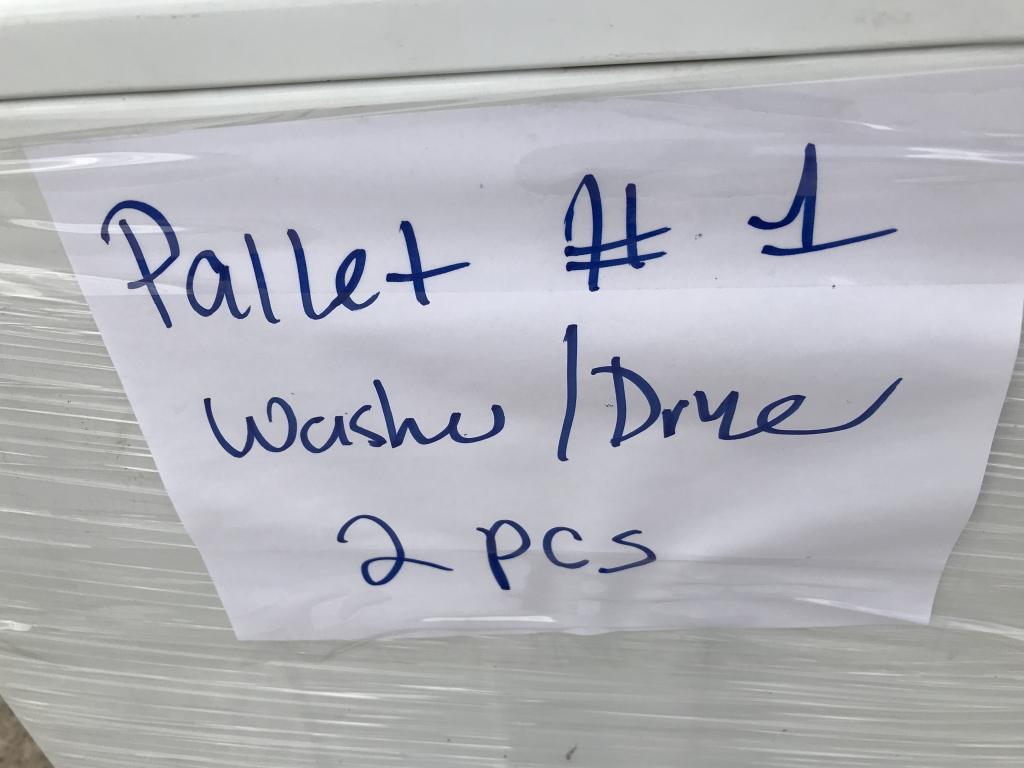 Pallet # 1
Washer / Dryer
2 pcs